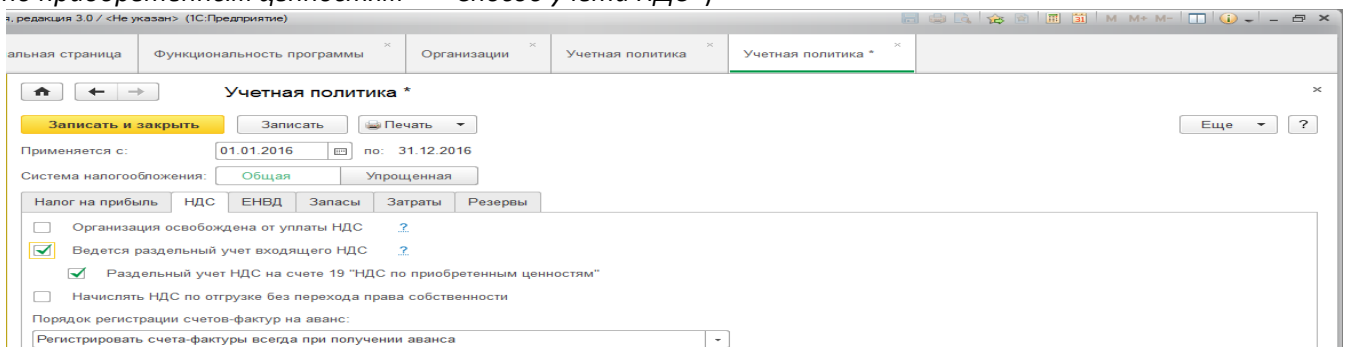 я, редакция 3.0 / <Не указан> (1С:Предприятие) M M+ M-
альная страница Функциональность программы Организации Учетная политика Учетная политика *
Учетная политика *
Записать и закрыть Записать Печать Еще ?
Применяется с: 01.01.2016 по: 31.12.2016
Система налогообложения: Общая Упрощенная
Налог на прибыль НДС ЕНВД Запасы Затраты Резервы
Организация освобождена от уплаты НДС ?
Ведется раздельный учет входящего НДС ?
Раздельный учет НДС на счете 19 "НДС по приобретенным ценностям"
Начислять НДС по отгрузке без перехода права собственности
Порядок регистрации счетов-фактур на аванс:
Регистрировать счета-фактуры всегда при получении аванса